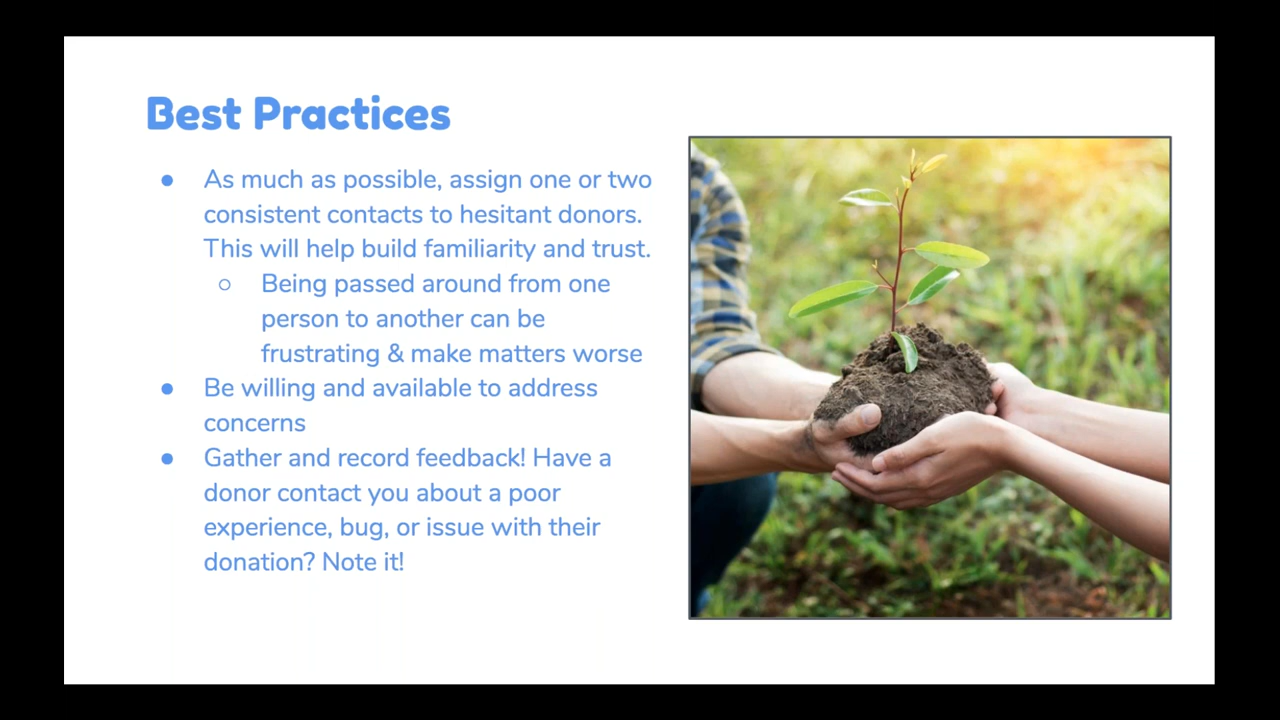 Best Practices
● As much as possible, assign one or two
consistent contacts to hesitant donors.
This will help build familiarity and trust.
○ Being passed around from one
person to another can be
frustrating & make matters worse
● Be willing and available to address
concerns
● Gather and record feedback! Have a
donor contact you about a poor
experience, bug, or issue with their
donation? Note it!